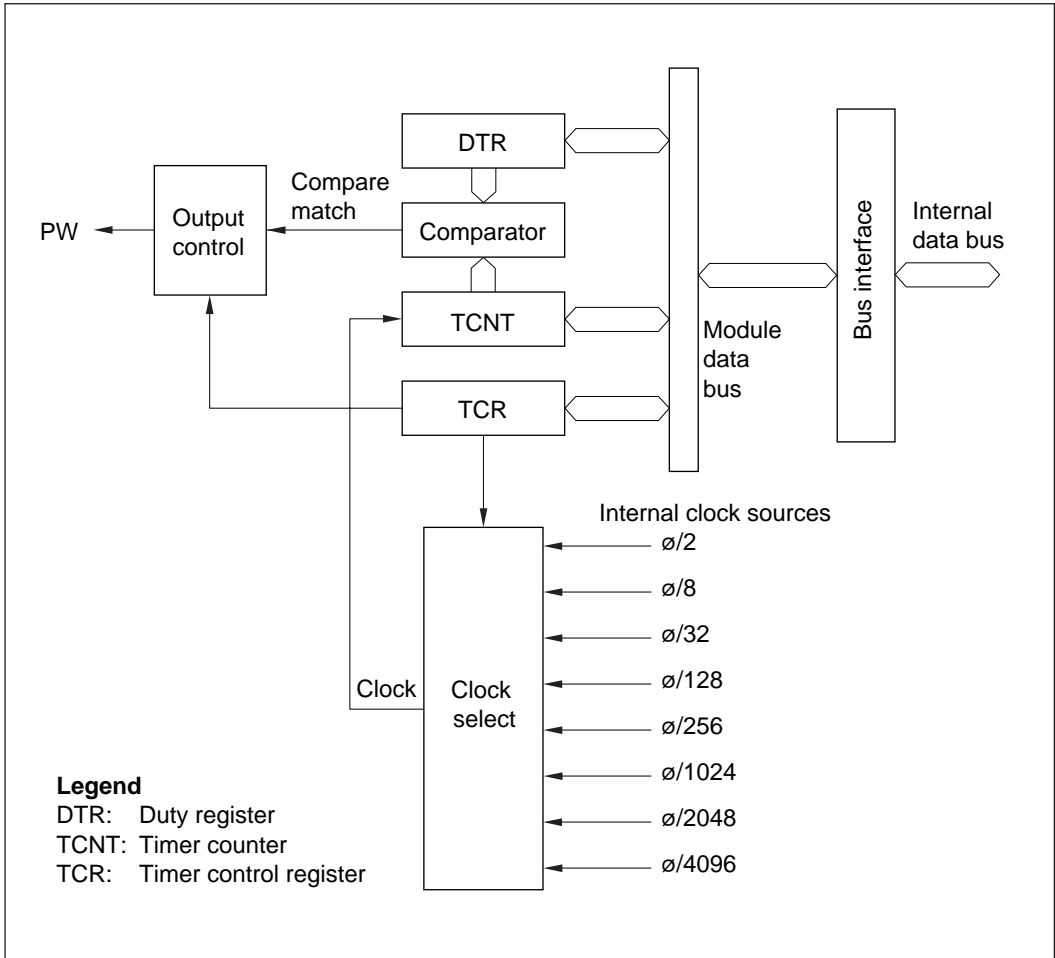 DTR
Compare
match
PW
Output
control
Comparator
TCNT
TCR
Module
data
bus
Bus interface
Internal
data bus
Internal clock sources
ø/2
ø/8
ø/32
ø/128
ø/256
ø/1024
ø/2048
ø/4096
Clock
Clock
select
Legend
DTR: Duty register
TCNT: Timer counter
TCR: Timer control register